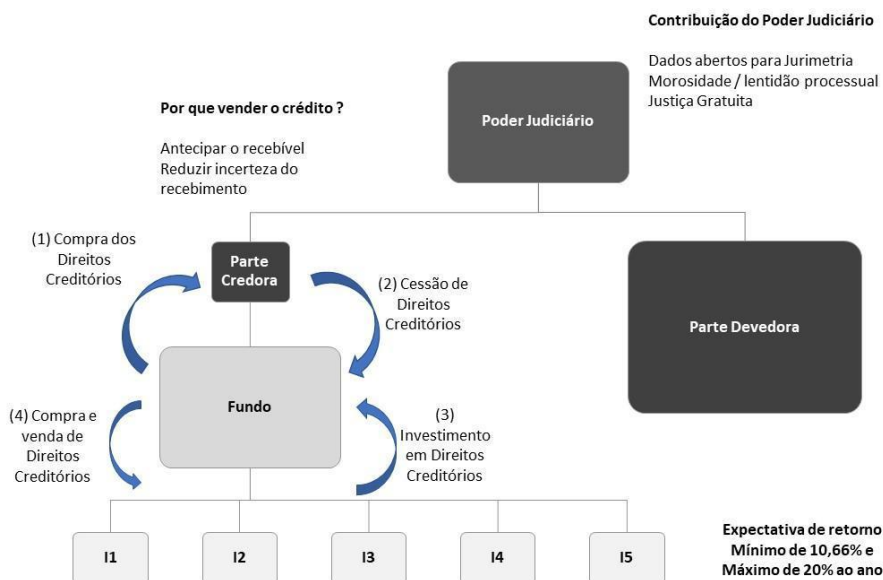 Contribuição do Poder Judiciário
Dados abertos para Jurimetria
Morosidade / lentidão processual
Justiça Gratuita
Poder Judiciário
Por que vender o crédito ?
Antecipar o recebível
Reduzir incerteza do
recebimento
(1) Compra dos
Direitos
Creditórios
Parte
Credora
(2) Cessão de
Direitos
Creditórios
Parte Devedora
Fundo
(4) Compra e
venda de
Direitos
Creditórios
(3)
Investimento
em Direitos
Creditórios
I1
I2
I3
I4
I5
Expectativa de retorno
Mínimo de 10,66% e
Máximo de 20% ao ano